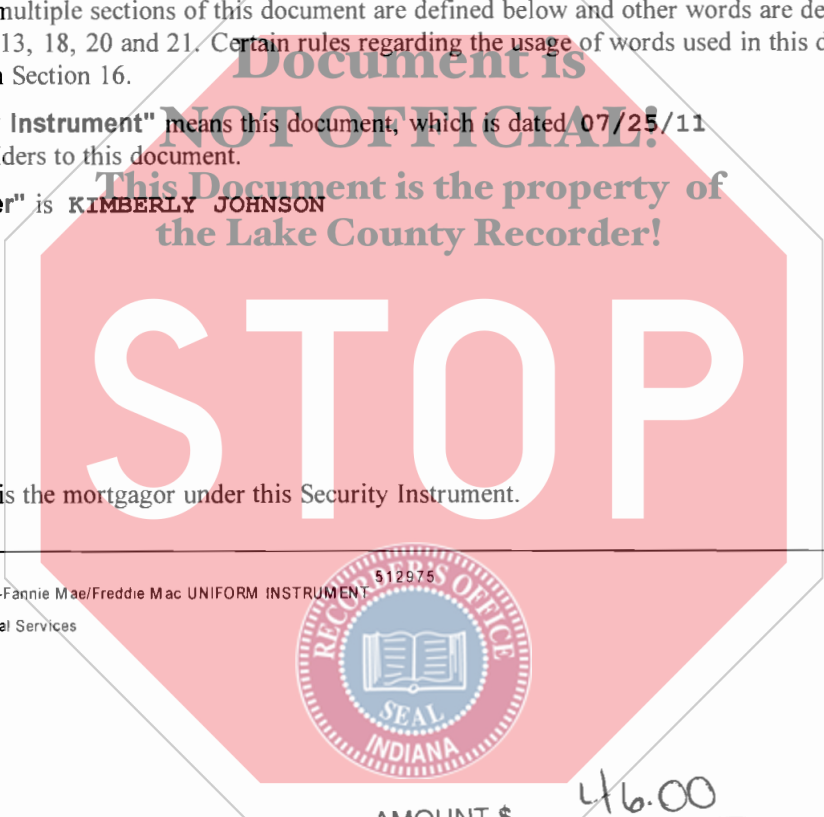 multiple sections of this document are defined below and other words are de
13, 18, 20 and 21. Certain rules regarding the usage of words used in this d
Section 16.
Document is
Instrument" means this document, which is dated 07/25/11
NOT OFFICIAL!
ders to this document.
This Document is the property of
er" is KIMBERLY JOHNSON
the Lake County Recorder!
STOP
is the mortgagor under this Security Instrument.
512975
-Fannie Mae/Freddie Mac UNIFORM INSTRUMENT
al Services
RECORDER'S OFFICE
SEAL
INDIANA
AMOUNT $ 46.00